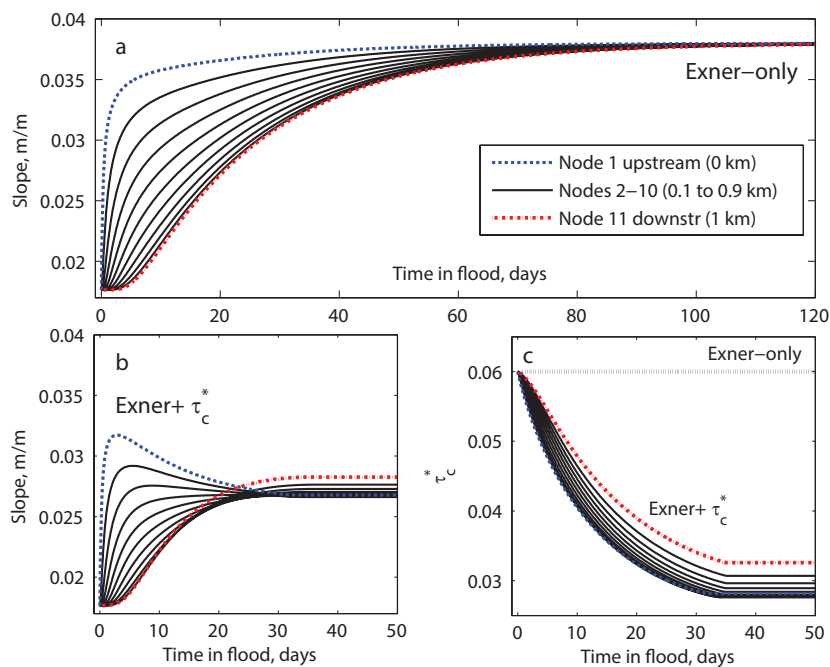 0.04
a
0.035
Exner−only
0.03
Slope, m/m
Node 1 upstream (0 km)
Nodes 2−10 (0.1 to 0.9 km)
0.025
Node 11 downstr (1 km)
0.02
Time in flood, days
0 20 40 60 80 100 120
0.04
b
c
Exner−only
0.06
0.035
Exner+ τc*
0.05
0.03
Slope, m/m
τc*
Exner+ τc*
0.025
0.04
0.02
0.03
0 10 20 30 40 50
0 10 20 30 40 50
Time in flood, days
Time in flood, days